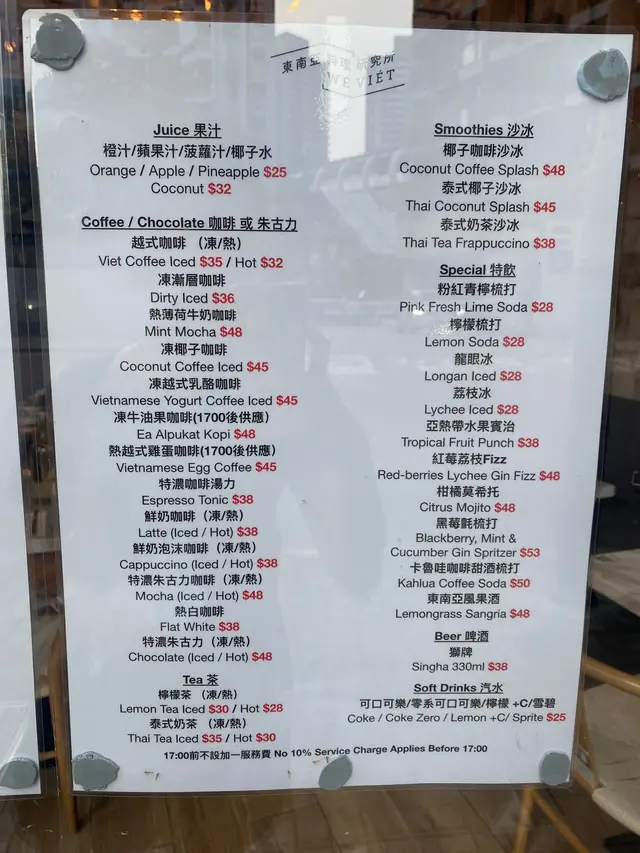 東南亞料理研究所
WE VIÉT
Juice 果汁
橙汁/蘋果汁/菠蘿汁/椰子水
Orange / Apple / Pineapple $25
Coconut $32
Coffee / Chocolate 咖啡 或 朱古力
越式咖啡 (凍/熱)
Viet Coffee Iced $35 / Hot $32
凍漸層咖啡
Dirty Iced $36
熱薄荷牛奶咖啡
Mint Mocha $48
凍椰子咖啡
Coconut Coffee Iced $45
凍越式乳酪咖啡
Vietnamese Yogurt Coffee Iced $45
凍牛油果咖啡(1700後供應)
Ea Alpukat Kopi $48
熱越式雞蛋咖啡(1700後供應)
Vietnamese Egg Coffee $45
特濃咖啡湯力
Espresso Tonic $38
鮮奶咖啡 (凍/熱)
Latte (Iced / Hot) $38
鮮奶泡沫咖啡 (凍/熱)
Cappuccino (Iced / Hot) $38
特濃朱古力咖啡 (凍/熱)
Mocha (Iced / Hot) $48
熱白咖啡
Flat White $38
特濃朱古力 (凍/熱)
Chocolate (Iced / Hot) $48
Tea 茶
檸檬茶 (凍/熱)
Lemon Tea Iced $30 / Hot $28
泰式奶茶 (凍/熱)
Thai Tea Iced $35 / Hot $30
Smoothies 沙冰
椰子咖啡沙冰
Coconut Coffee Splash $48
泰式椰子沙冰
Thai Coconut Splash $45
泰式奶茶沙冰
Thai Tea Frappuccino $38
Special 特飲
粉紅青檸梳打
Pink Fresh Lime Soda $28
檸檬梳打
Lemon Soda $28
龍眼冰
Longan Iced $28
荔枝冰
Lychee Iced $28
亞熱帶水果賓治
Tropical Fruit Punch $38
紅莓荔枝Fizz
Red-berries Lychee Gin Fizz $48
柑橘莫希托
Citrus Mojito $48
黑莓氈梳打
Blackberry, Mint &
Cucumber Gin Spritzer $53
卡魯哇咖啡甜酒梳打
Kahlua Coffee Soda $50
東南亞風果酒
Lemongrass Sangria $48
Beer 啤酒
獅牌
Singha 330ml $38
Soft Drinks 汽水
可口可樂/零系可口可樂/檸檬 +C/雪碧
Coke / Coke Zero / Lemon +C/ Sprite $25
17:00前不設加一服務費 No 10% Service Charge Applies Before 17:00